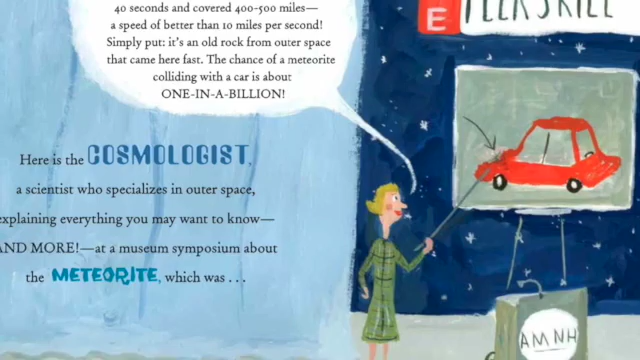 40 seconds and covered 400-500 miles—
a speed of better than 10 miles per second!
Simply put: it's an old rock from outer space
that came here fast. The chance of a meteorite
colliding with a car is about
ONE-IN-A-BILLION!
E PEEKSKILL
Here is the COSMOLOGIST,
a scientist who specializes in outer space,
explaining everything you may want to know—
AND MORE!—at a museum symposium about
the METEORITE, which was . . .
AMNH